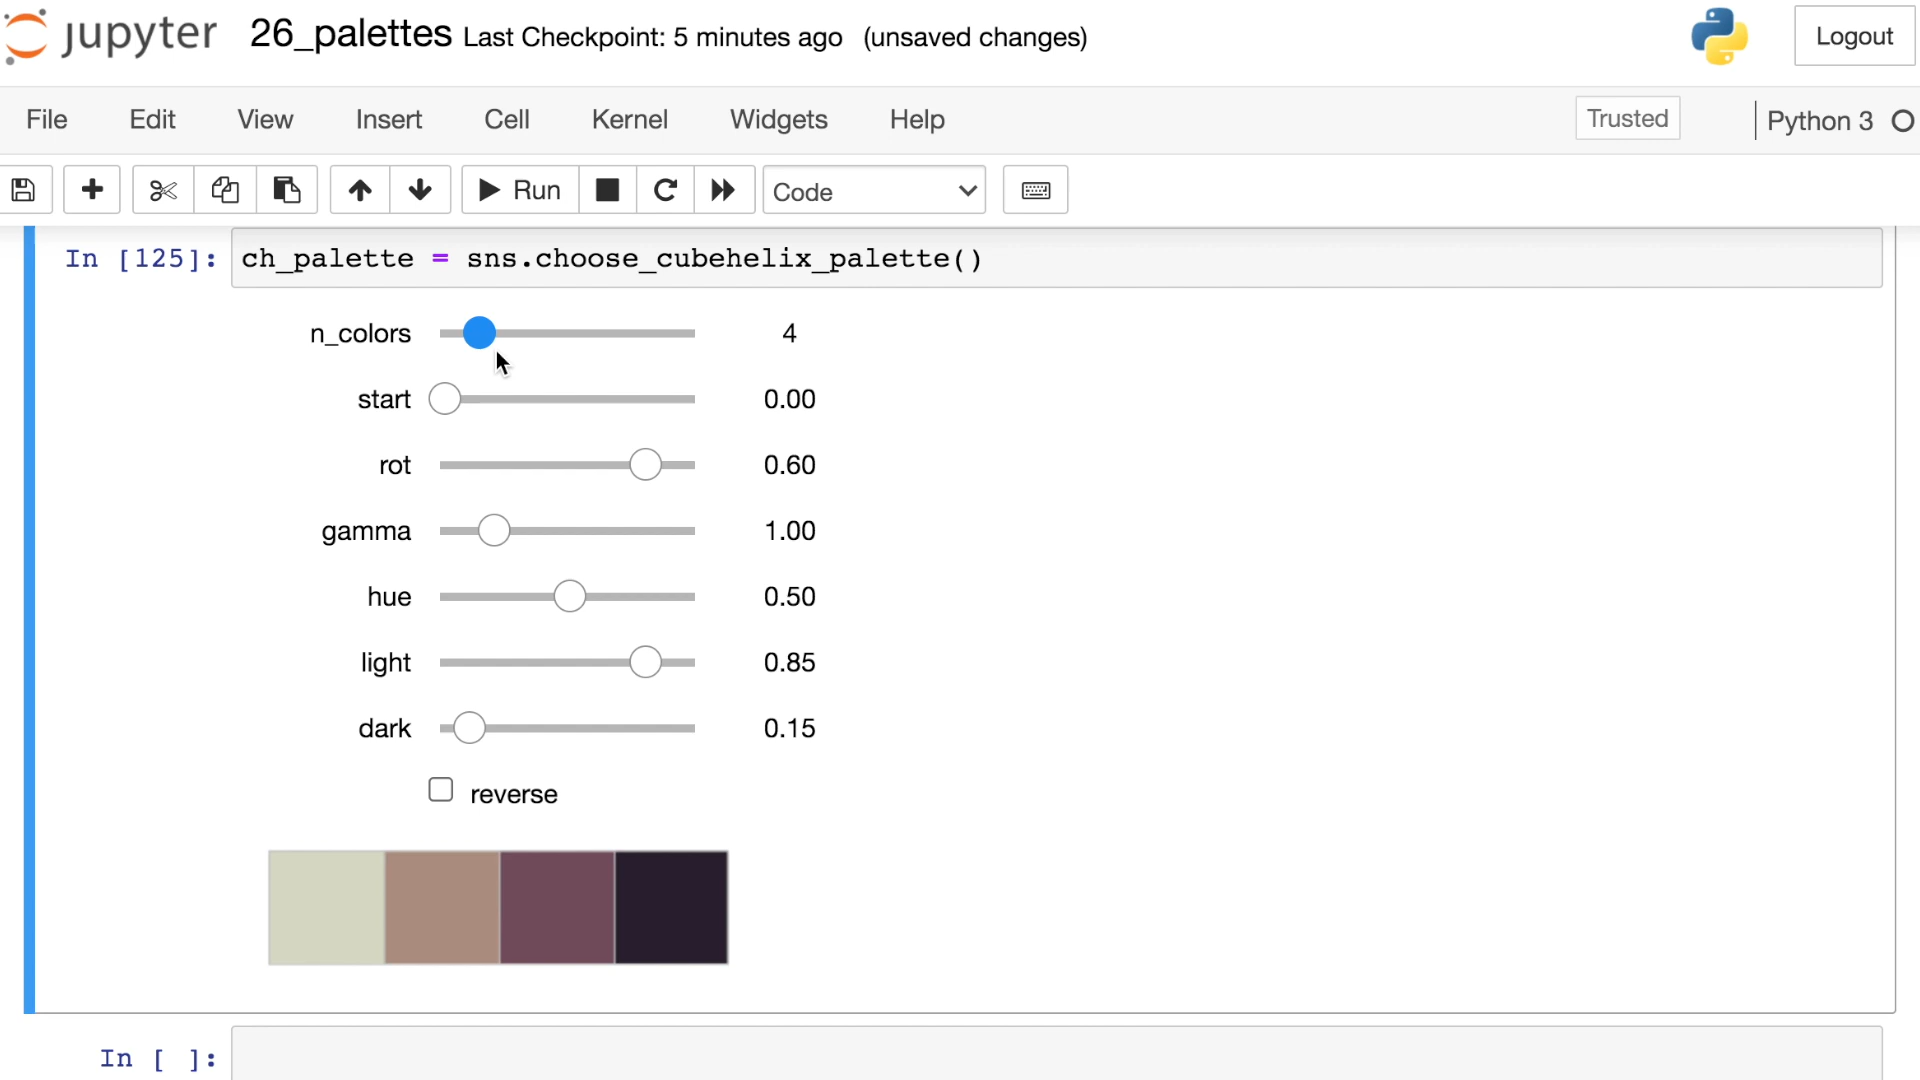 jupyter 26_palettes Last Checkpoint: 5 minutes ago (unsaved changes) Logout
File Edit View Insert Cell Kernel Widgets Help Trusted Python 3
Run Code
In [125]: ch_palette = sns.choose_cubehelix_palette()
n_colors 4
start 0.00
rot 0.60
gamma 1.00
hue 0.50
light 0.85
dark 0.15
reverse
In [ ]: